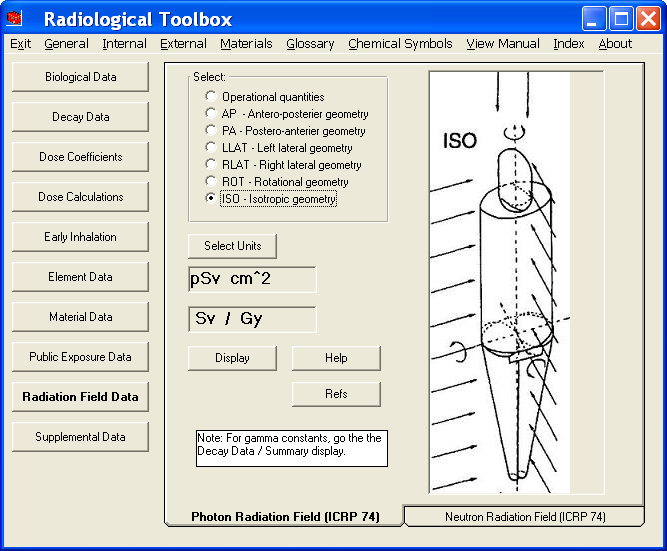 Radiological Toolbox
Exit General Internal External Materials Glossary Chemical Symbols View Manual Index About
Biological Data
Decay Data
Dose Coefficients
Dose Calculations
Early Inhalation
Element Data
Material Data
Public Exposure Data
Radiation Field Data
Supplemental Data
Select:
Operational quantities
AP - Antero-posterier geometry
PA - Postero-anterier geometry
LLAT - Left lateral geometry
RLAT - Right lateral geometry
ROT - Rotational geometry
ISO - Isotropic geometry
Select Units
pSv cm^2
Sv / Gy
Display
Help
Refs
Note: For gamma constants, go the the
Decay Data / Summary display.
ISO
Photon Radiation Field (ICRP 74)
Neutron Radiation Field (ICRP 74)